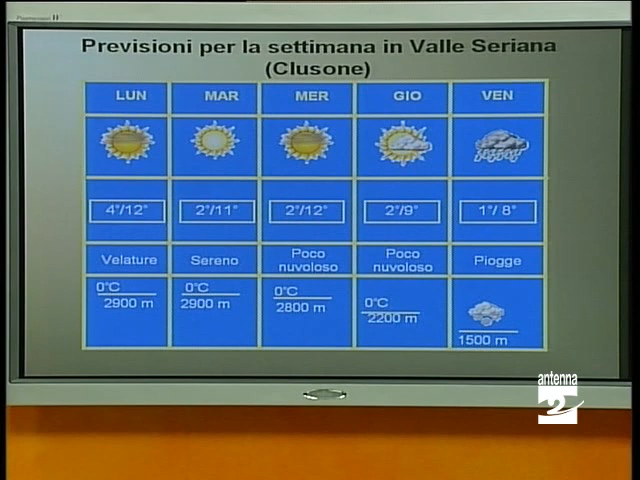 Previsioni per la settimana in Valle Seriana
(Clusone)
LUN MAR MER GIO VEN
4°/12° 2°/11° 2°/12° 2°/9° 1°/ 8°
Velature Sereno Poco nuvoloso Poco nuvoloso Piogge
0°C 0°C 0°C 0°C
2900 m 2900 m 2800 m 2200 m 1500 m
antenna
2